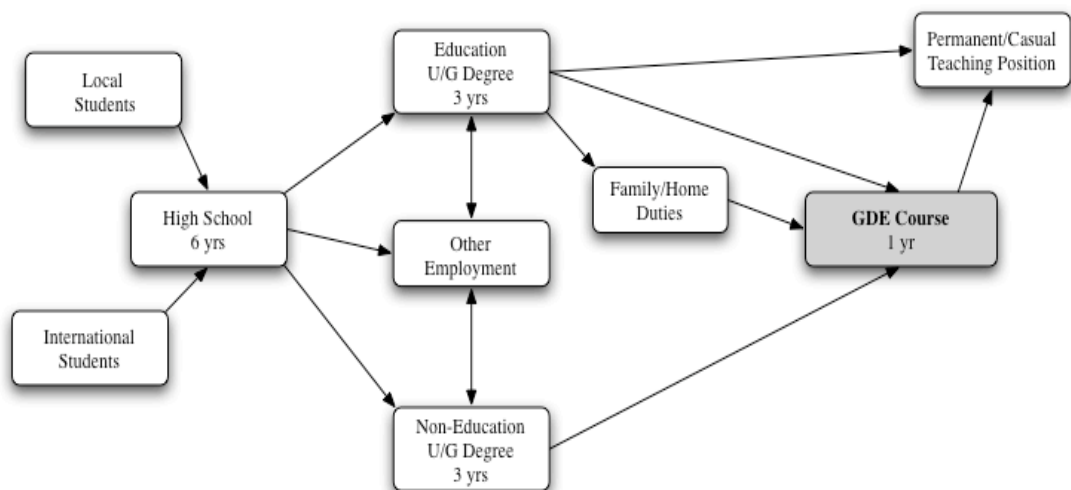 Local
Students
High School
6 yrs
International
Students
Education
U/G Degree
3 yrs
Other
Employment
Non-Education
U/G Degree
3 yrs
Family/Home
Duties
GDE Course
1 yr
Permanent/Casual
Teaching Position